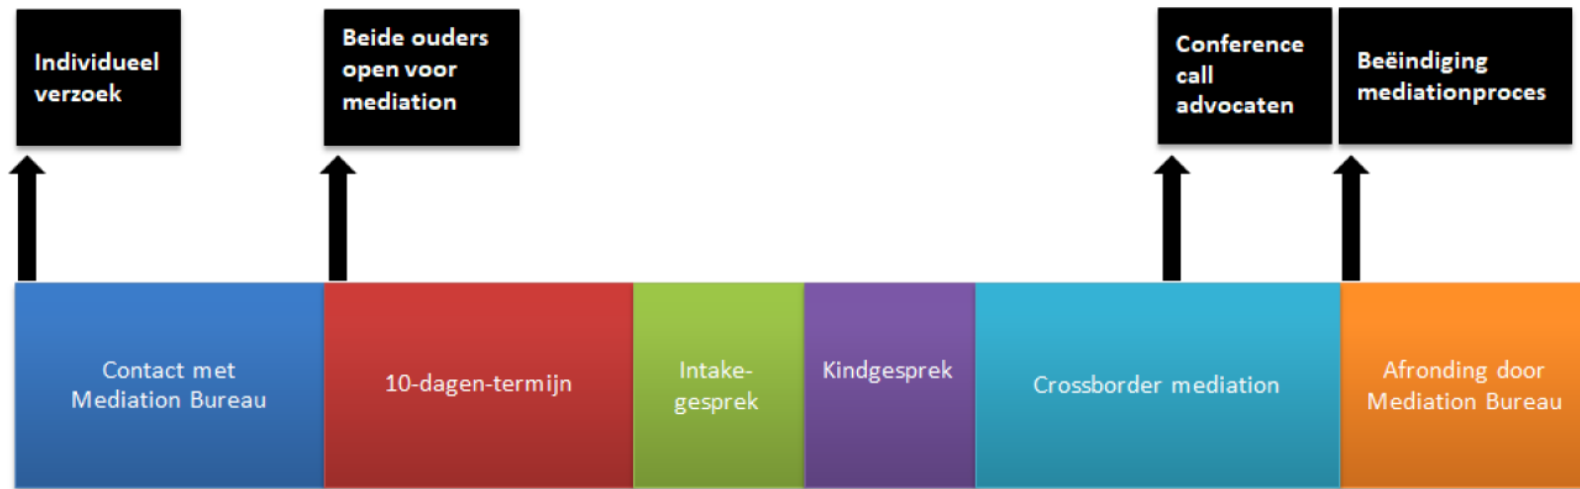 Individueel
verzoek
Beide ouders
open voor
mediation
Conference
call
advocaten
Beëindiging
mediationproces
Contact met
Mediation Bureau
10-dagen-termijn
Intake-
gesprek
Kindgesprek
Crossborder mediation
Afronding door
Mediation Bureau